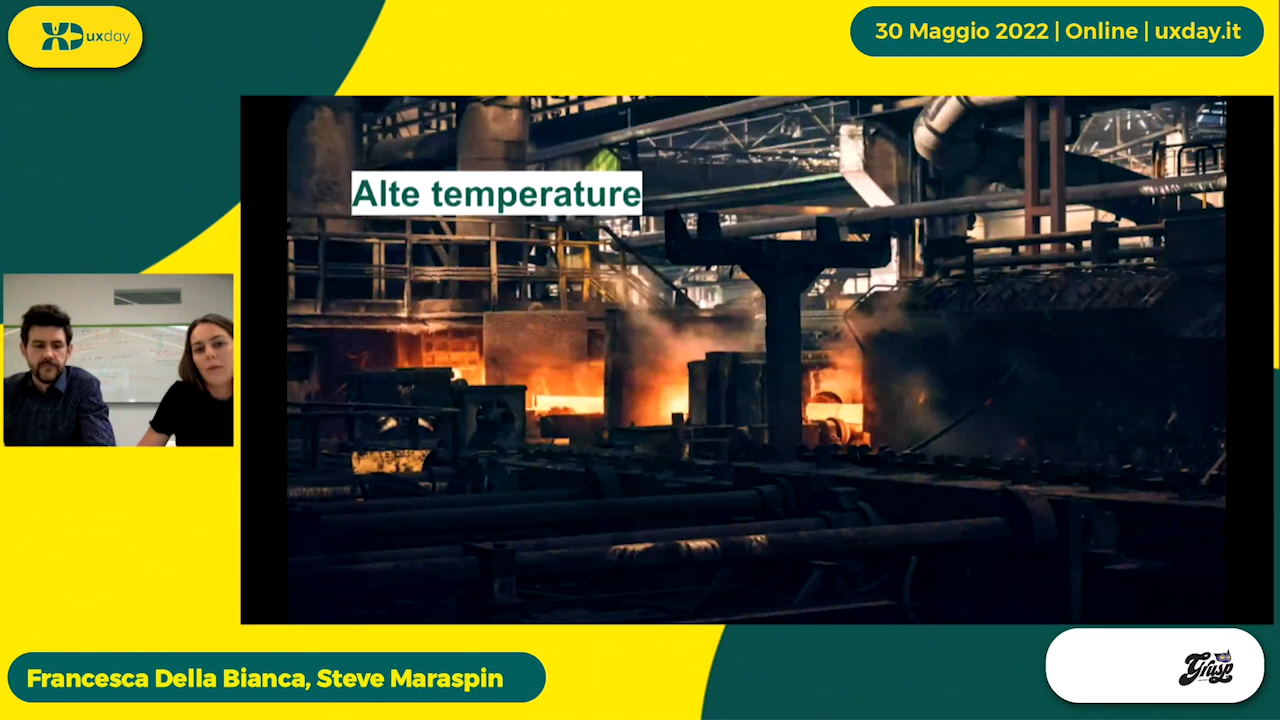 uxday
30 Maggio 2022 | Online | uxday.it
Alte temperature
Francesca Della Bianca, Steve Maraspin
Grusp